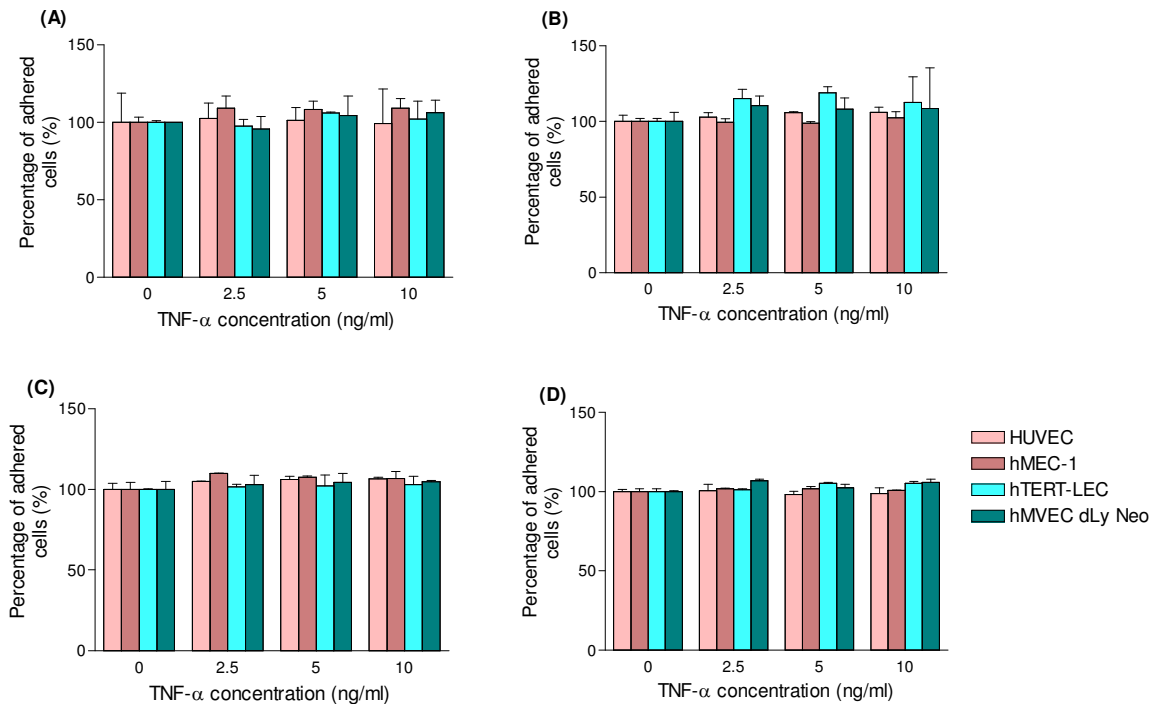 (A)
Percentage of adhered
cells (%)
150
100
50
0
0 2.5 5 10
TNF-α concentration (ng/ml)
(B)
Percentage of adhered
cells (%)
150
100
50
0
0 2.5 5 10
TNF-α concentration (ng/ml)
(C)
Percentage of adhered
cells (%)
150
100
50
0
0 2.5 5 10
TNF-α concentration (ng/ml)
(D)
Percentage of adhered
cells (%)
150
100
50
0
0 2.5 5 10
TNF-α concentration (ng/ml)
HUVEC
hMEC-1
hTERT-LEC
hMVEC dLy Neo